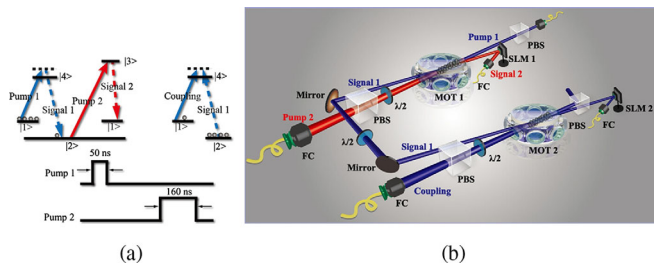 |3>
|4>
|4>
Pump 1
Signal 1
Pump 2
Signal 2
Coupling
Signal 1
|1>
|2>
|1>
|1>
|2>
50 ns
Pump 1
160 ns
Pump 2
(a)
Pump 1
PBS
SLM 1
FC
Signal 2
Signal 1
MOT 1
Mirror
λ/2
PBS
Pump 2
FC
Signal 1
λ/2
Mirror
PBS
MOT 2
SLM 2
FC
FC
Coupling
(b)